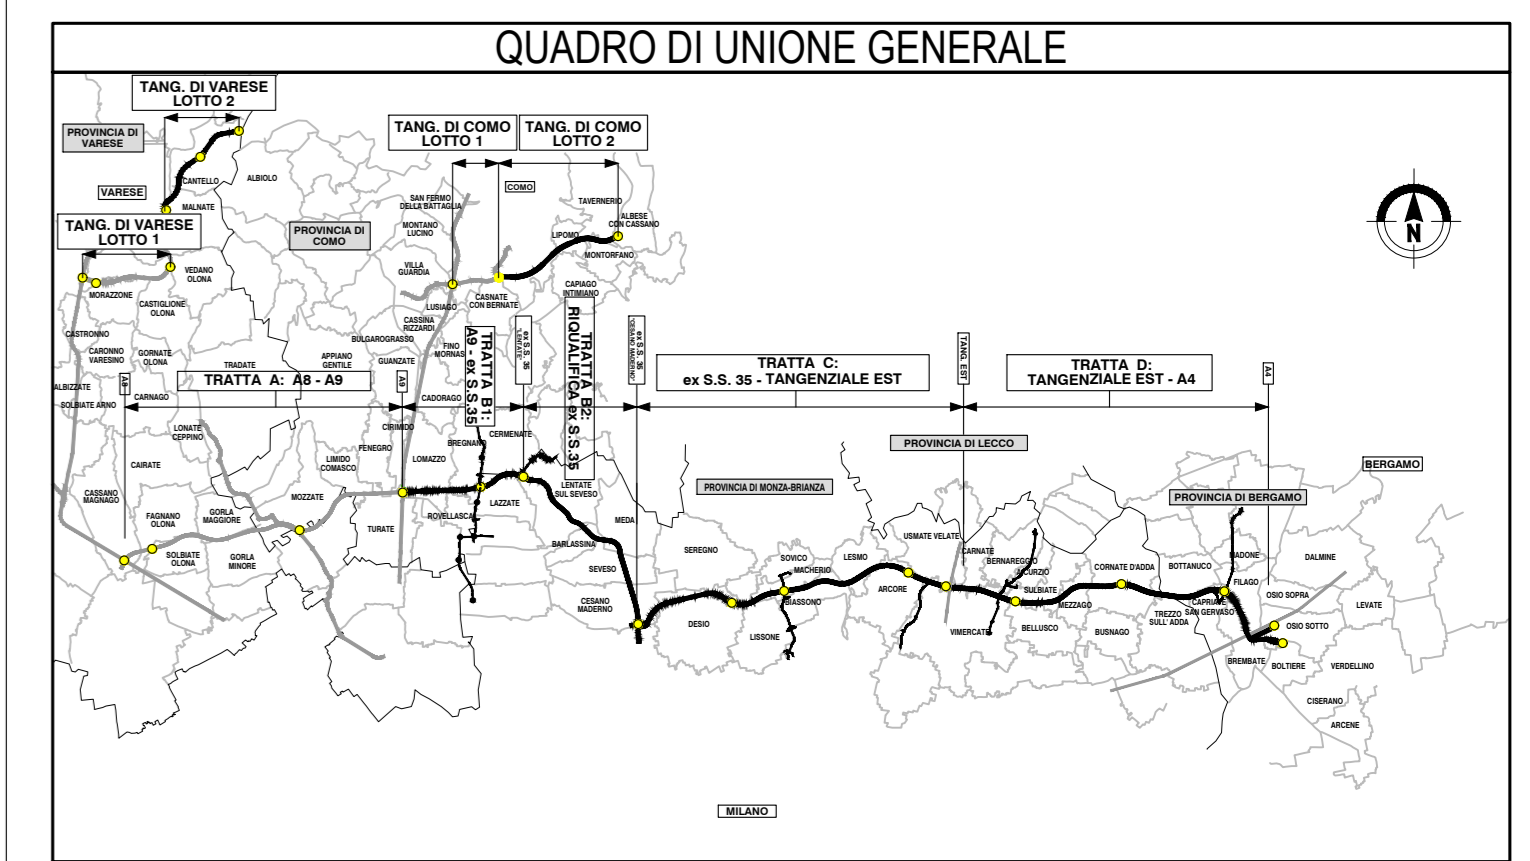 QUADRO DI UNIONE GENERALE
TANG. DI VARESE
LOTTO 2
PROVINCIA DI
VARESE
VARESE
CANTELLO
ALBIOLO
MALNATE
TANG. DI VARESE
LOTTO 1
VEDANO
OLONA
MORAZZONE
CASTIGLIONE
OLONA
PROVINCIA DI
COMO
TANG. DI COMO
LOTTO 1
TANG. DI COMO
LOTTO 2
COMO
SAN FERMO
DELLA BATTAGLIA
MONTANO
LUCINO
VILLA
GUARDIA
TAVERNERIO
ALBESE
CON CASSANO
LIPOMO
MONTORFANO
CAPIAGO
INTIMIANO
LUSIAGO
CASNATE
CON BERNATE
CASSINA
RIZZARDI
BULGAROGRASSO
FINO
MORNAS
GUANZATE
APPIANO
GENTILE
CASTRONNO
CARONNO
VARESINO
GORNATE
OLONA
TRADATE
ALBIZZATE
SOLBIATE ARNO
CARNAGO
A8
TRATTA A: A8 - A9
A9
CADORAGO
TRATTA B1:
A9 - ex S.S.35
ex S.S. 35
"LENTATE"
TRATTA B2:
RIQUALIFICA ex S.S.35
ex S.S. 35
"CESANO MADERNO"
TRATTA C:
ex S.S. 35 - TANGENZIALE EST
TANG. EST
TRATTA D:
TANGENZIALE EST - A4
A4
N
LONATE
CEPPINO
CAIRATE
CASSANO
MAGNAGO
FAGNANO
OLONA
GORLA
MAGGIORE
SOLBIATE
OLONA
GORLA
MINORE
MOZZATE
LIMIDO
COMASCO
FENEGRO
CIRIMIDO
LOMAZZO
BREGNANO
CERMENATE
TURATE
ROVELLASCA
LAZZATE
LENTATE
SUL SEVESO
MEDA
BARLASSINA
SEVESO
CESANO
MADERNO
PROVINCIA DI MONZA-BRIANZA
PROVINCIA DI LECCO
PROVINCIA DI BERGAMO
BERGAMO
SEREGNO
DESIO
LISSONE
SOVICO
MACHERIO
BIASSONO
LESMO
ARCORE
USMATE VELATE
CARNATE
BERNAREGGIO
AICURZIO
SULBIATE
VIMERCATE
MEZZAGO
BELLUSCO
CORNATE D'ADDA
BUSNAGO
BOTTANUCO
TREZZO
SULL' ADDA
CAPRIATE
SAN GERVASO
MADONE
FILAGO
DALMINE
OSIO SOPRA
OSIO SOTTO
LEVATE
BREMBATE
BOLTIERE
VERDELLINO
CISERANO
ARCENE
MILANO